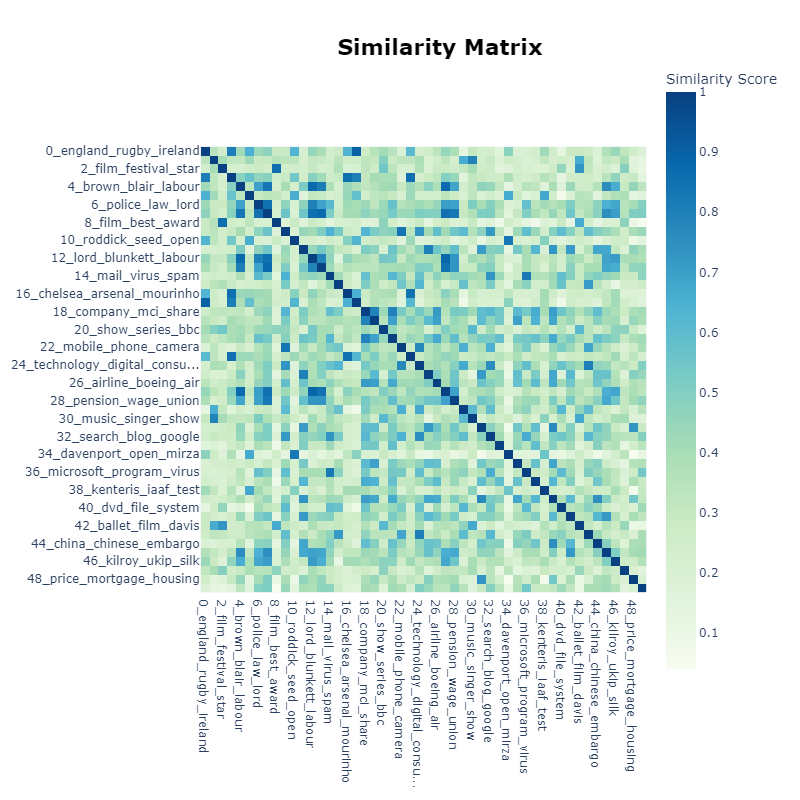 Similarity Matrix
Similarity Score
1
0.9
0.8
0.7
0.6
0.5
0.4
0.3
0.2
0.1
0_england_rugby_ireland
2_film_festival_star
4_brown_blair_labour
6_police_law_lord
8_film_best_award
10_roddick_seed_open
12_lord_blunkett_labour
14_mail_virus_spam
16_chelsea_arsenal_mourinho
18_company_mci_share
20_show_series_bbc
22_mobile_phone_camera
24_technology_digital_consu...
26_airline_boeing_air
28_pension_wage_union
30_music_singer_show
32_search_blog_google
34_davenport_open_mirza
36_microsoft_program_virus
38_kenteris_iaaf_test
40_dvd_file_system
42_ballet_film_davis
44_china_chinese_embargo
46_kilroy_ukip_silk
48_price_mortgage_housing
0_england_rugby_ireland
2_film_festival_star
4_brown_blair_labour
6_police_law_lord
8_film_best_award
10_roddick_seed_open
12_lord_blunkett_labour
14_mail_virus_spam
16_chelsea_arsenal_mourinho
18_company_mci_share
20_show_series_bbc
22_mobile_phone_camera
24_technology_digital_consu...
26_airline_boeing_air
28_pension_wage_union
30_music_singer_show
32_search_blog_google
34_davenport_open_mirza
36_microsoft_program_virus
38_kenteris_iaaf_test
40_dvd_file_system
42_ballet_film_davis
44_china_chinese_embargo
46_kilroy_ukip_silk
48_price_mortgage_housing